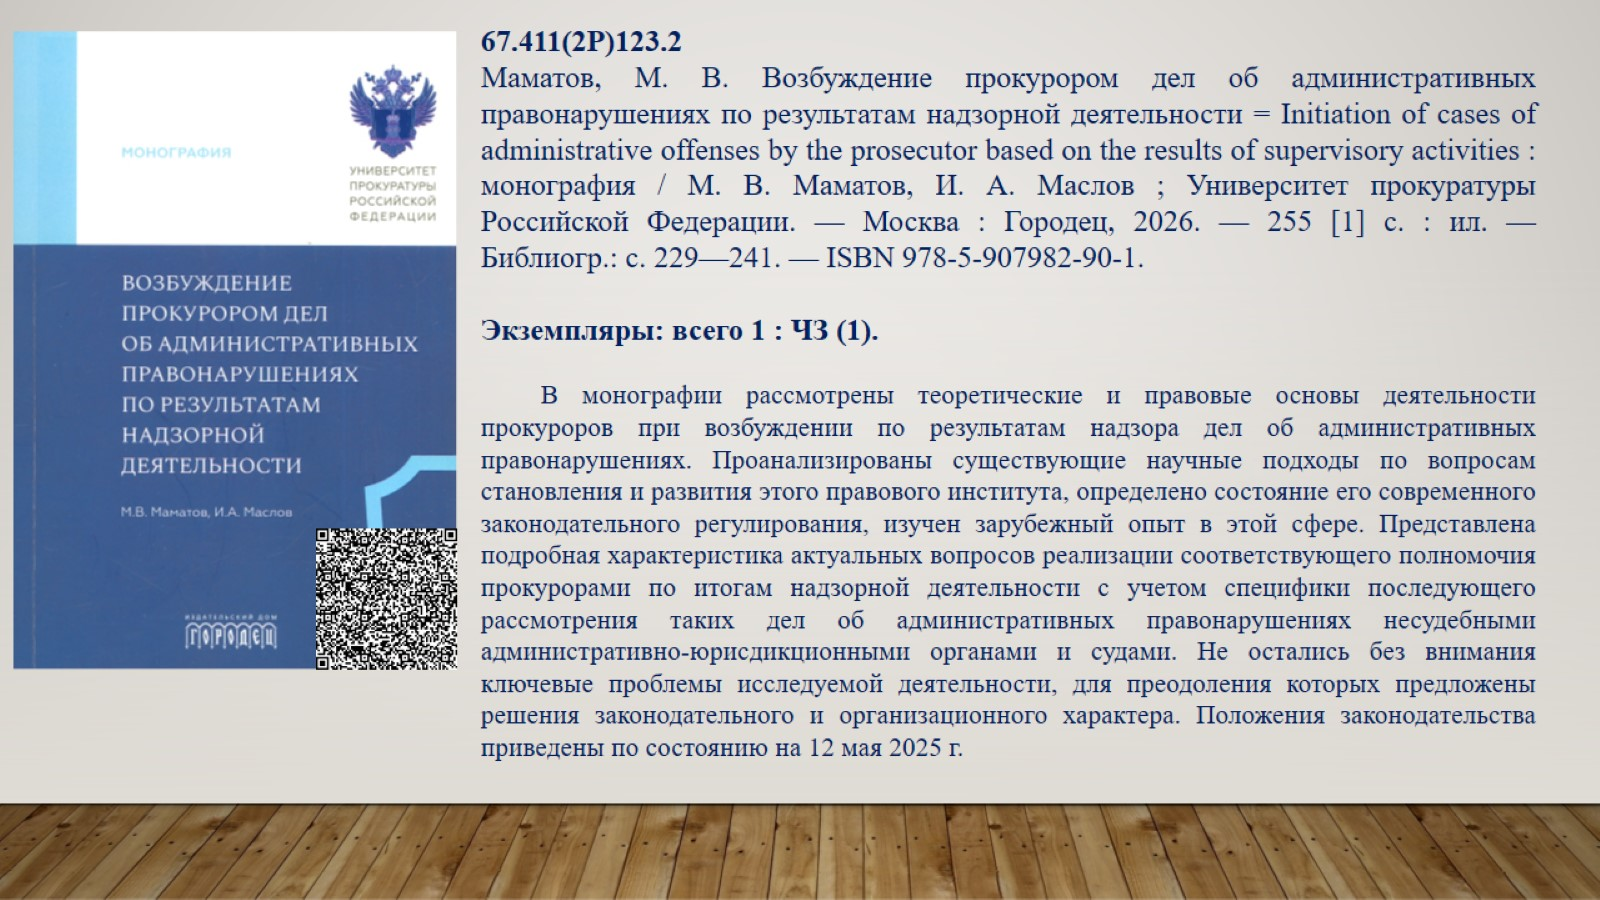 МОНОГРАФИЯ
УНИВЕРСИТЕТ
ПРОКУРАТУРЫ
РОССИЙСКОЙ
ФЕДЕРАЦИИ
ВОЗБУЖДЕНИЕ
ПРОКУРОРОМ ДЕЛ
ОБ АДМИНИСТРАТИВНЫХ
ПРАВОНАРУШЕНИЯХ
ПО РЕЗУЛЬТАТАМ
НАДЗОРНОЙ
ДЕЯТЕЛЬНОСТИ
М.В. Маматов, И.А. Маслов
ИЗДАТЕЛЬСКИЙ ДОМ
ГОРОДЕЦ
67.411(2Р)123.2
Маматов, М. В. Возбуждение прокурором дел об административных
правонарушениях по результатам надзорной деятельности = Initiation of cases of
administrative offenses by the prosecutor based on the results of supervisory activities :
монография / М. В. Маматов, И. А. Маслов ; Университет прокуратуры
Российской Федерации. — Москва : Городец, 2026. — 255 [1] с. : ил. —
Библиогр.: с. 229—241. — ISBN 978-5-907982-90-1.
Экземпляры: всего 1 : ЧЗ (1).
В монографии рассмотрены теоретические и правовые основы деятельности
прокуроров при возбуждении по результатам надзора дел об административных
правонарушениях. Проанализированы существующие научные подходы по вопросам
становления и развития этого правового института, определено состояние его современного
законодательного регулирования, изучен зарубежный опыт в этой сфере. Представлена
подробная характеристика актуальных вопросов реализации соответствующего полномочия
прокурорами по итогам надзорной деятельности с учетом специфики последующего
рассмотрения таких дел об административных правонарушениях несудебными
административно-юрисдикционными органами и судами. Не остались без внимания
ключевые проблемы исследуемой деятельности, для преодоления которых предложены
решения законодательного и организационного характера. Положения законодательства
приведены по состоянию на 12 мая 2025 г.